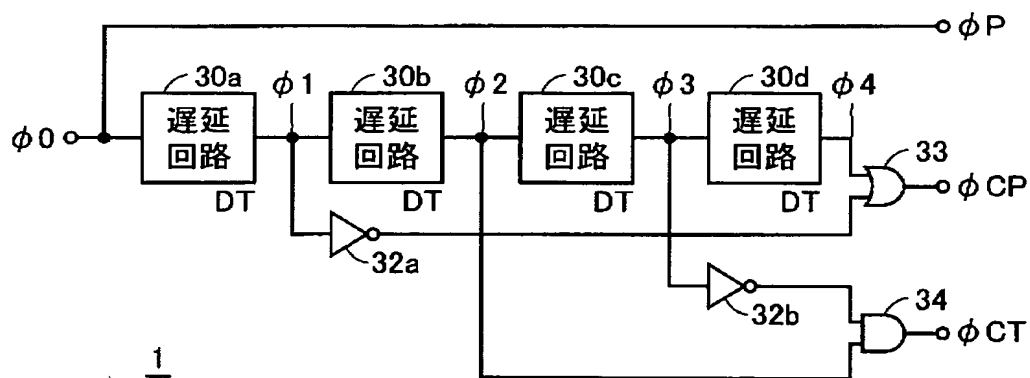 φP
30a
φ1
30b
φ2
30c
φ3
30d
φ4
φ0
遅延
回路
遅延
回路
遅延
回路
遅延
回路
33
φCP
DT
DT
DT
DT
32a
32b
34
φCT
1